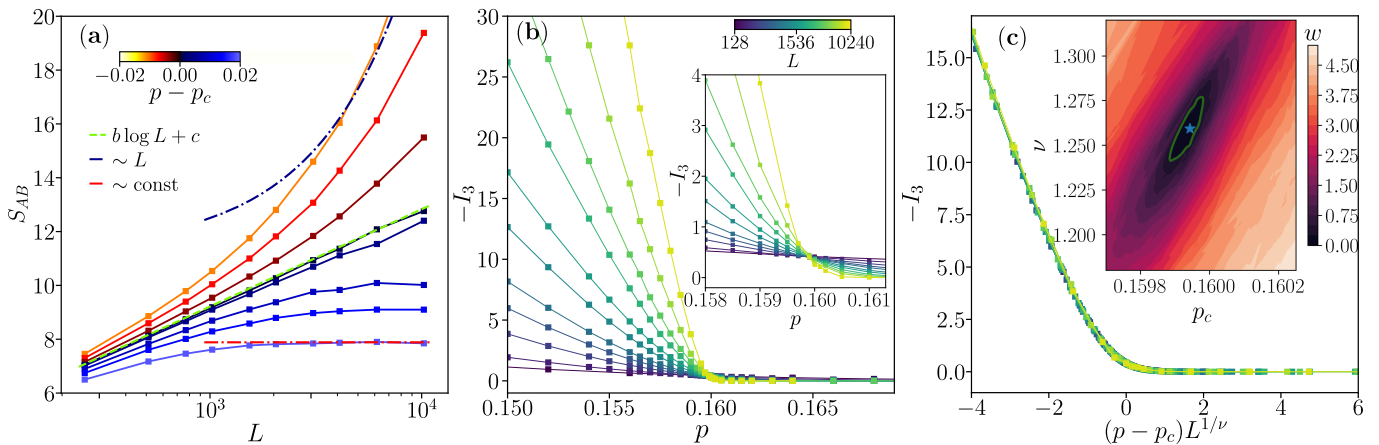 (a)
20
18
16
14
12
10
8
6
S_AB
−0.02 0.00 0.02
p − p_c
b log L + c
∼ L
∼ const
10^3 10^4
L
(b)
30
25
20
15
10
5
0
−I_3
128 1536 10240
L
4
3
2
1
0
−I_3
0.158 0.159 0.160 0.161
p
0.150 0.155 0.160 0.165
p
(c)
15.0
12.5
10.0
7.5
5.0
2.5
0.0
−I_3
1.300
1.275
1.250
1.225
1.200
ν
0.1598 0.1600 0.1602
p_c
w
4.50
3.75
3.00
2.25
1.50
0.75
0.00
−4 −2 0 2 4 6
(p − p_c)L^{1/ν}